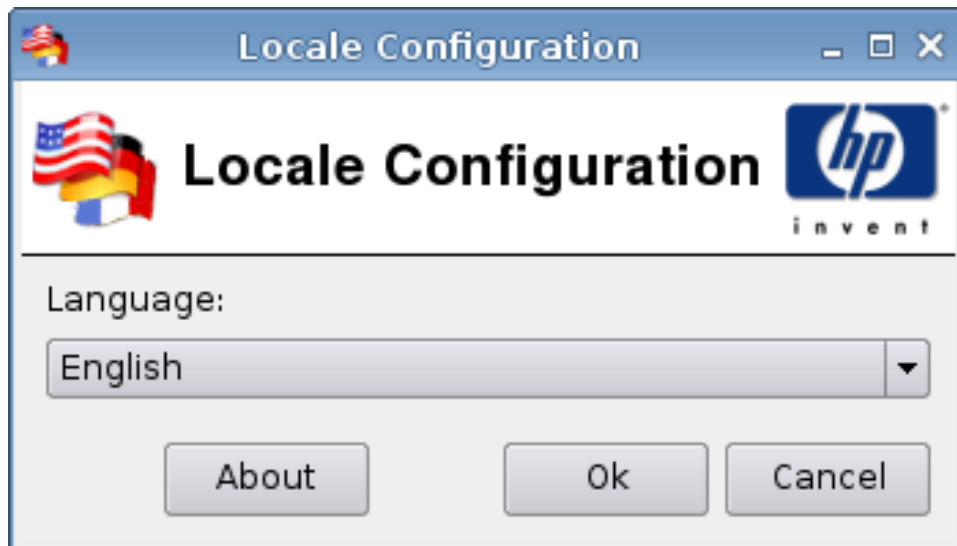 Locale Configuration
Locale Configuration
hp
invent
Language:
English
About
Ok
Cancel